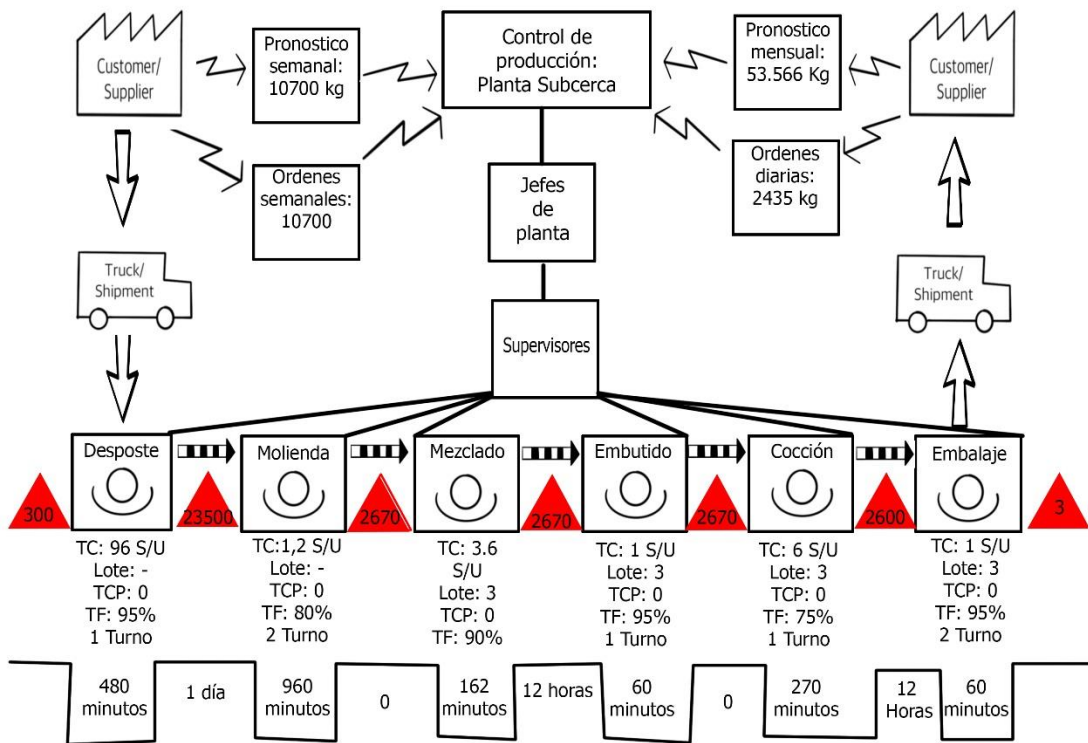 Customer/
Supplier
Pronostico
semanal:
10700 kg
Control de
producción:
Planta Subcerca
Pronostico
mensual:
53.566 Kg
Customer/
Supplier
Ordenes
semanales:
10700
Jefes
de
planta
Ordenes
diarias:
2435 kg
Truck/
Shipment
Truck/
Shipment
Supervisores
Desposte
Molienda
Mezclado
Embutido
Cocción
Embalaje
300
23500
2670
2670
2670
2600
3
TC: 96 S/U
Lote: -
TCP: 0
TF: 95%
1 Turno
TC:1,2 S/U
Lote: -
TCP: 0
TF: 80%
2 Turno
TC: 3.6
S/U
Lote: 3
TCP: 0
TF: 90%
TC: 1 S/U
Lote: 3
TCP: 0
TF: 95%
1 Turno
TC: 6 S/U
Lote: 3
TCP: 0
TF: 75%
1 Turno
TC: 1 S/U
Lote: 3
TCP: 0
TF: 95%
2 Turno
480
minutos
1 día
960
minutos
0
162
minutos
12 horas
60
minutos
0
270
minutos
12
Horas
60
minutos